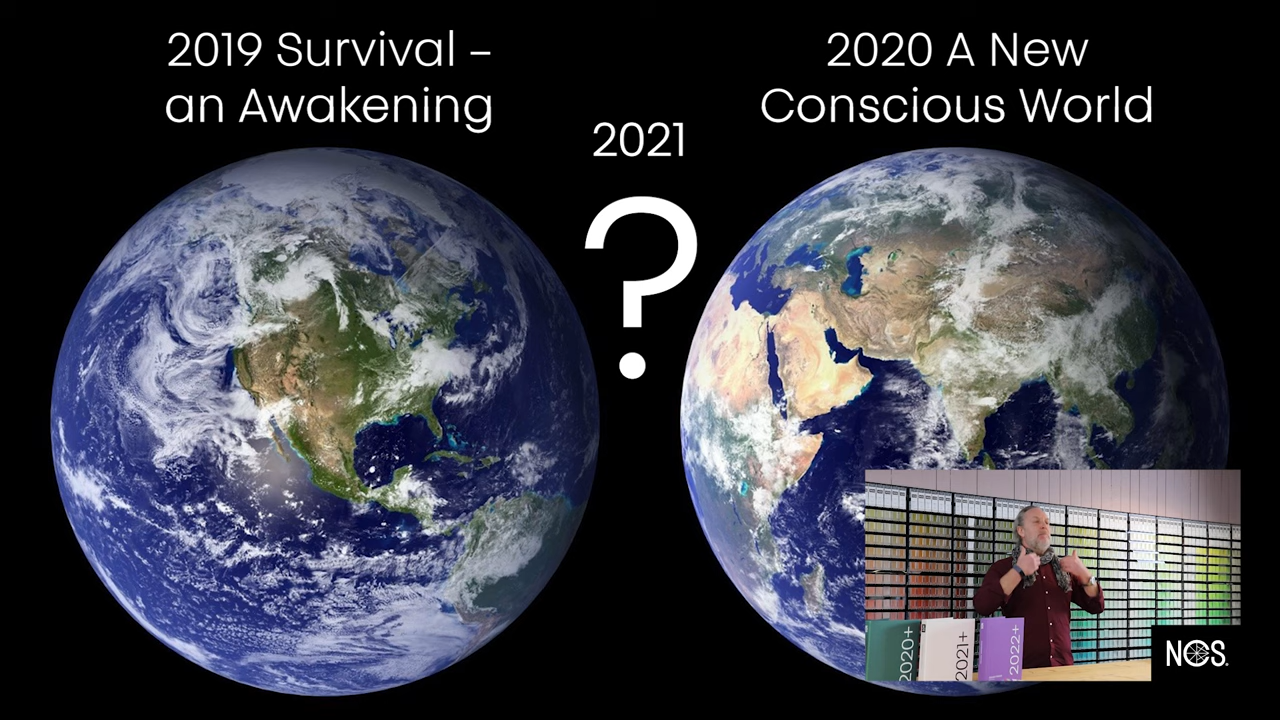 2019 Survival –
an Awakening
2021
?
2020 A New
Conscious World
2020+
2021+
2022+
NCS